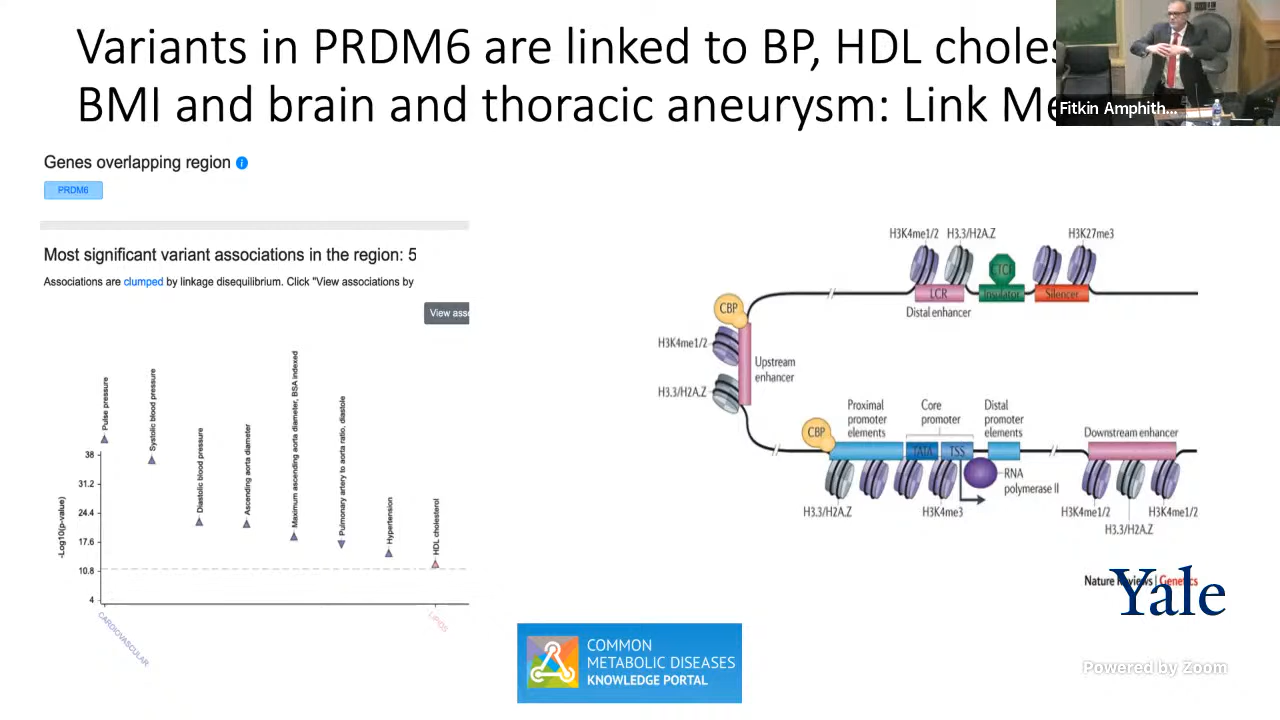 Variants in PRDM6 are linked to BP, HDL choles
BMI and brain and thoracic aneurysm: Link Me
Fitkin Amphith...
Genes overlapping region i
PRDM6
Most significant variant associations in the region: 5
Associations are clumped by linkage disequilibrium. Click "View associations by
View asso
-Log10(p-value)
38
31.2
24.4
17.6
10.8
4
Pulse pressure
Systolic blood pressure
Diastolic blood pressure
Ascending aorta diameter
Maximum ascending aorta diameter, BSA indexed
Pulmonary artery to aorta ratio, diastole
Hypertension
HDL cholesterol
CARDIOVASCULAR
LIPIDS
H3K4me1/2
H3.3/H2A.Z
H3K27me3
CTCF
LCR
Insulator
Silencer
Distal enhancer
CBP
H3K4me1/2
Upstream
enhancer
H3.3/H2A.Z
Proximal
promoter
elements
Core
promoter
Distal
promoter
elements
Downstream enhancer
CBP
TATA
TSS
RNA
polymerase II
H3.3/H2A.Z
H3K4me3
H3K4me1/2
H3.3/H2A.Z
H3K4me1/2
Nature Reviews | Genetics
Yale
COMMON
METABOLIC DISEASES
KNOWLEDGE PORTAL
Powered by Zoom